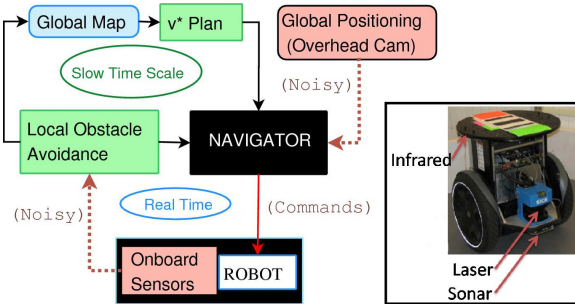 Global Map
v* Plan
Global Positioning
(Overhead Cam)
Slow Time Scale
(Noisy)
Local Obstacle
Avoidance
NAVIGATOR
Infrared
(Noisy)
Real Time
(Commands)
SICK
Onboard
Sensors
ROBOT
Laser
Sonar